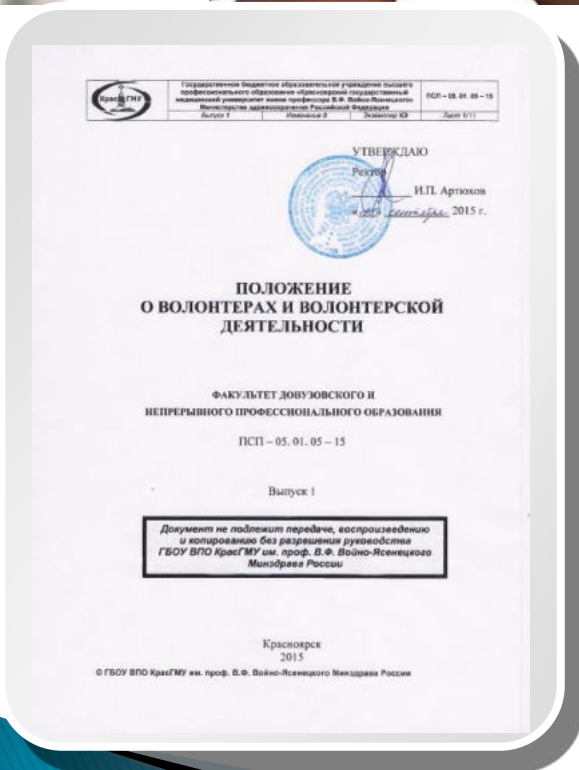 КрасГМУ
Государственное бюджетное образовательное учреждение высшего
профессионального образования «Красноярский государственный
медицинский университет имени профессора В.Ф. Войно-Ясенецкого»
Министерства здравоохранения Российской Федерации
ПСП – 05. 01. 05 – 15
Выпуск 1 Изменение 0 Экземпляр КЭ Лист 1/11
УТВЕРЖДАЮ
Ректор
И.П. Артюхов
сентября 2015 г.
ПОЛОЖЕНИЕ
О ВОЛОНТЕРАХ И ВОЛОНТЕРСКОЙ
ДЕЯТЕЛЬНОСТИ
ФАКУЛЬТЕТ ДОВУЗОВСКОГО И
НЕПРЕРЫВНОГО ПРОФЕССИОНАЛЬНОГО ОБРАЗОВАНИЯ
ПСП – 05. 01. 05 – 15
Выпуск 1
Документ не подлежит передаче, воспроизведению
и копированию без разрешения руководства
ГБОУ ВПО КрасГМУ им. проф. В.Ф. Войно-Ясенецкого
Минздрава России
Красноярск
2015
© ГБОУ ВПО КрасГМУ им. проф. В.Ф. Войно-Ясенецкого Минздрава России